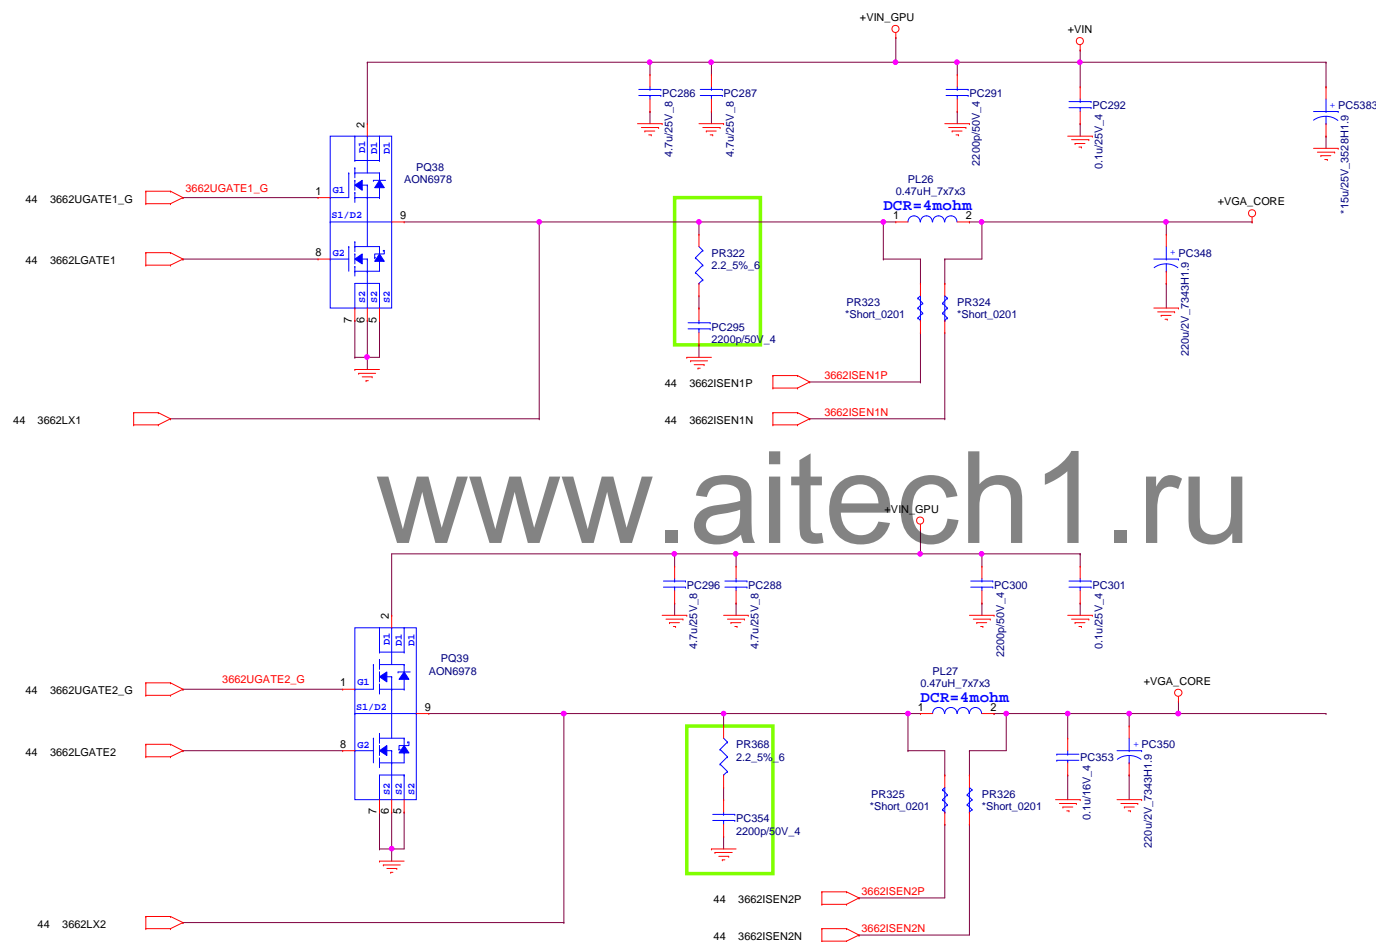 +VIN_GPU
+VIN
PC286
4.7u/25V_8
PC287
4.7u/25V_8
PC291
2200p/50V_4
PC292
0.1u/25V_4
+ PC5383
*15u/25V_3528H1.9
2
D1 D1 D1
PQ38
AON6978
44 3662UGATE1_G
3662UGATE1_G
1
G1
S1/D2
9
44 3662LGATE1
8
G2
S2 S2 S2
7 6 5
PL26
0.47uH_7x7x3
DCR=4mohm
1 2
+VGA_CORE
PR322
2.2_5%_6
PC295
2200p/50V_4
PR323
*Short_0201
PR324
*Short_0201
+ PC348
220u/2V_7343H1.9
44 3662ISEN1P
3662ISEN1P
44 3662ISEN1N
3662ISEN1N
44 3662LX1
www.aitech1.ru
+VIN_GPU
PC296
4.7u/25V_8
PC288
4.7u/25V_8
PC300
2200p/50V_4
PC301
0.1u/25V_4
2
D1 D1 D1
PQ39
AON6978
44 3662UGATE2_G
3662UGATE2_G
1
G1
S1/D2
9
44 3662LGATE2
8
G2
S2 S2 S2
7 6 5
PL27
0.47uH_7x7x3
DCR=4mohm
1 2
+VGA_CORE
PR368
2.2_5%_6
PC354
2200p/50V_4
PR325
*Short_0201
PR326
*Short_0201
PC353
0.1u/16V_4
+ PC350
220u/2V_7343H1.9
44 3662ISEN2P
3662ISEN2P
44 3662LX2
44 3662ISEN2N
3662ISEN2N